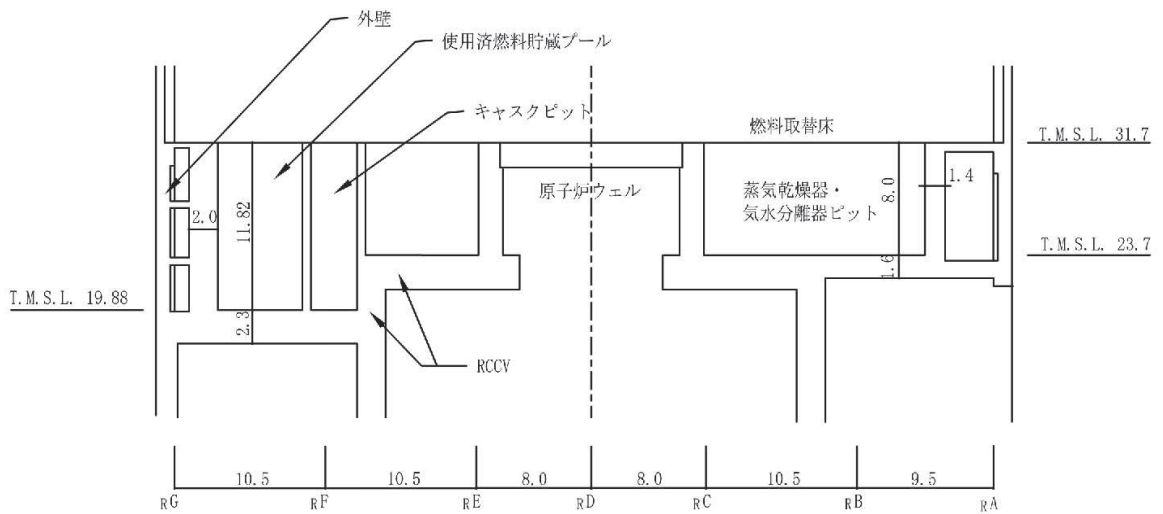 外壁
使用済燃料貯蔵プール
キャスクピット
燃料取替床
T.M.S.L. 31.7
原子炉ウェル
蒸気乾燥器・
気水分離器ピット
8.0
1.4
2.0
11.82
T.M.S.L. 23.7
1.6
T.M.S.L. 19.88
2.3
RCCV
10.5
10.5
8.0
8.0
10.5
9.5
RG
RF
RE
RD
RC
RB
RA